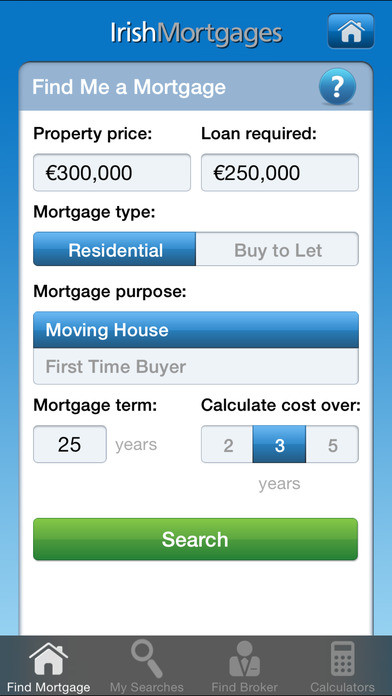 IrishMortgages
Find Me a Mortgage ?
Property price: Loan required:
€300,000 €250,000
Mortgage type:
Residential Buy to Let
Mortgage purpose:
Moving House
First Time Buyer
Mortgage term: Calculate cost over:
25 years 2 3 5
years
Search
Find Mortgage My Searches Find Broker Calculators